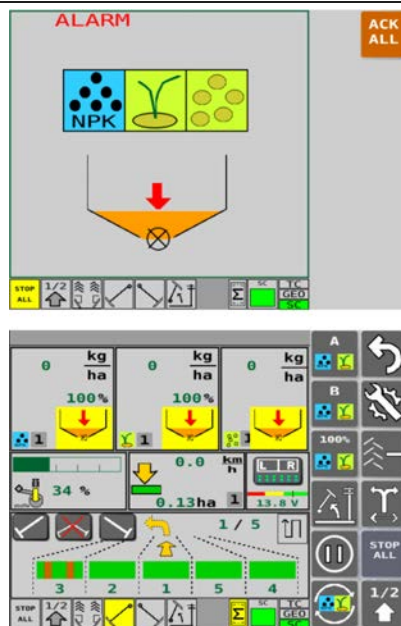 ALARM
ACK
ALL
NPK
STOP
ALL
1/2
Σ
SC
TC
GEO
SC
0 kg
ha
0 kg
ha
0 kg
ha
100%
100%
1
1
A
B
100%
34 %
0.0 km
h
0.13ha
1
L R
13.8 V
1 / 5
3 2 1 5 4
STOP
ALL
1/2
STOP
ALL
1/2
Σ
SC
TC
GEO
SC